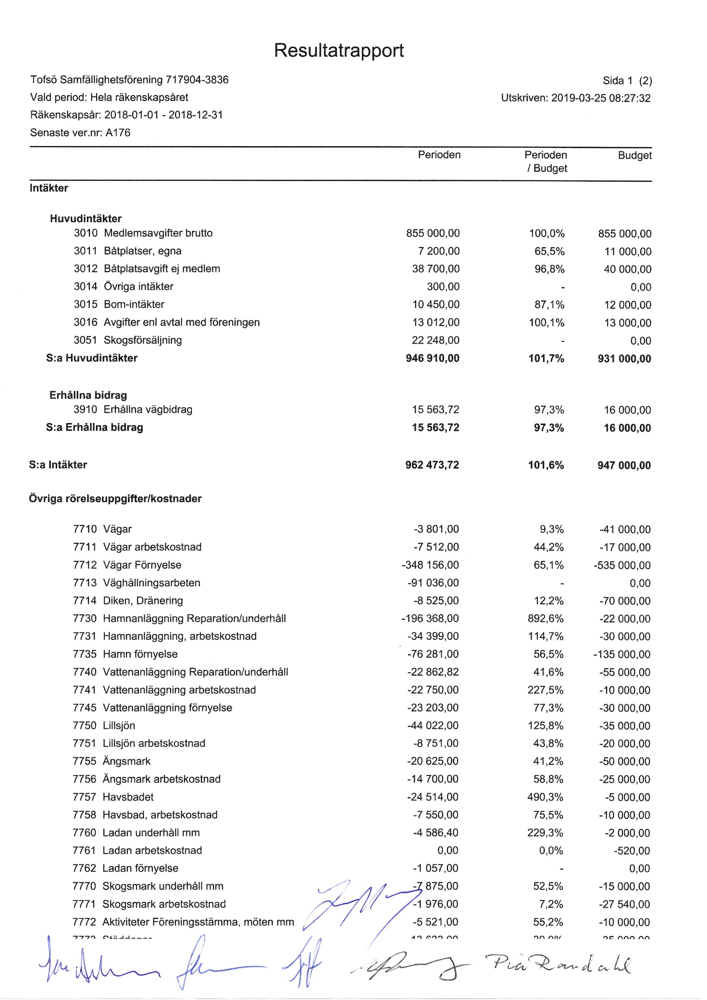 Resultatrapport
Tofsö Samfällighetsförening 717904-3836 Sida 1 (2)
Vald period: Hela räkenskapsåret Utskriven: 2019-03-25 08:27:32
Räkenskapsår: 2018-01-01 - 2018-12-31
Senaste ver.nr: A176
Perioden Perioden Budget
/ Budget
Intäkter
Huvudintäkter
3010 Medlemsavgifter brutto 855 000,00 100,0% 855 000,00
3011 Båtplatser, egna 7 200,00 65,5% 11 000,00
3012 Båtplatsavgift ej medlem 38 700,00 96,8% 40 000,00
3014 Övriga intäkter 300,00 - 0,00
3015 Bom-intäkter 10 450,00 87,1% 12 000,00
3016 Avgifter enl avtal med föreningen 13 012,00 100,1% 13 000,00
3051 Skogsförsäljning 22 248,00 - 0,00
S:a Huvudintäkter 946 910,00 101,7% 931 000,00
Erhållna bidrag
3910 Erhållna vägbidrag 15 563,72 97,3% 16 000,00
S:a Erhållna bidrag 15 563,72 97,3% 16 000,00
S:a Intäkter 962 473,72 101,6% 947 000,00
Övriga rörelseuppgifter/kostnader
7710 Vägar -3 801,00 9,3% -41 000,00
7711 Vägar arbetskostnad -7 512,00 44,2% -17 000,00
7712 Vägar Förnyelse -348 156,00 65,1% -535 000,00
7713 Väghållningsarbeten -91 036,00 - 0,00
7714 Diken, Dränering -8 525,00 12,2% -70 000,00
7730 Hamnanläggning Reparation/underhåll -196 368,00 892,6% -22 000,00
7731 Hamnanläggning, arbetskostnad -34 399,00 114,7% -30 000,00
7735 Hamn förnyelse -76 281,00 56,5% -135 000,00
7740 Vattenanläggning Reparation/underhåll -22 862,82 41,6% -55 000,00
7741 Vattenanläggning arbetskostnad -22 750,00 227,5% -10 000,00
7745 Vattenanläggning förnyelse -23 203,00 77,3% -30 000,00
7750 Lillsjön -44 022,00 125,8% -35 000,00
7751 Lillsjön arbetskostnad -8 751,00 43,8% -20 000,00
7755 Ängsmark -20 625,00 41,2% -50 000,00
7756 Ängsmark arbetskostnad -14 700,00 58,8% -25 000,00
7757 Havsbadet -24 514,00 490,3% -5 000,00
7758 Havsbad, arbetskostnad -7 550,00 75,5% -10 000,00
7760 Ladan underhåll mm -4 586,40 229,3% -2 000,00
7761 Ladan arbetskostnad 0,00 0,0% -520,00
7762 Ladan förnyelse -1 057,00 - 0,00
7770 Skogsmark underhåll mm -7 875,00 52,5% -15 000,00
7771 Skogsmark arbetskostnad -1 976,00 7,2% -27 540,00
7772 Aktiviteter Föreningsstämma, möten mm -5 521,00 55,2% -10 000,00
Pia Randahl